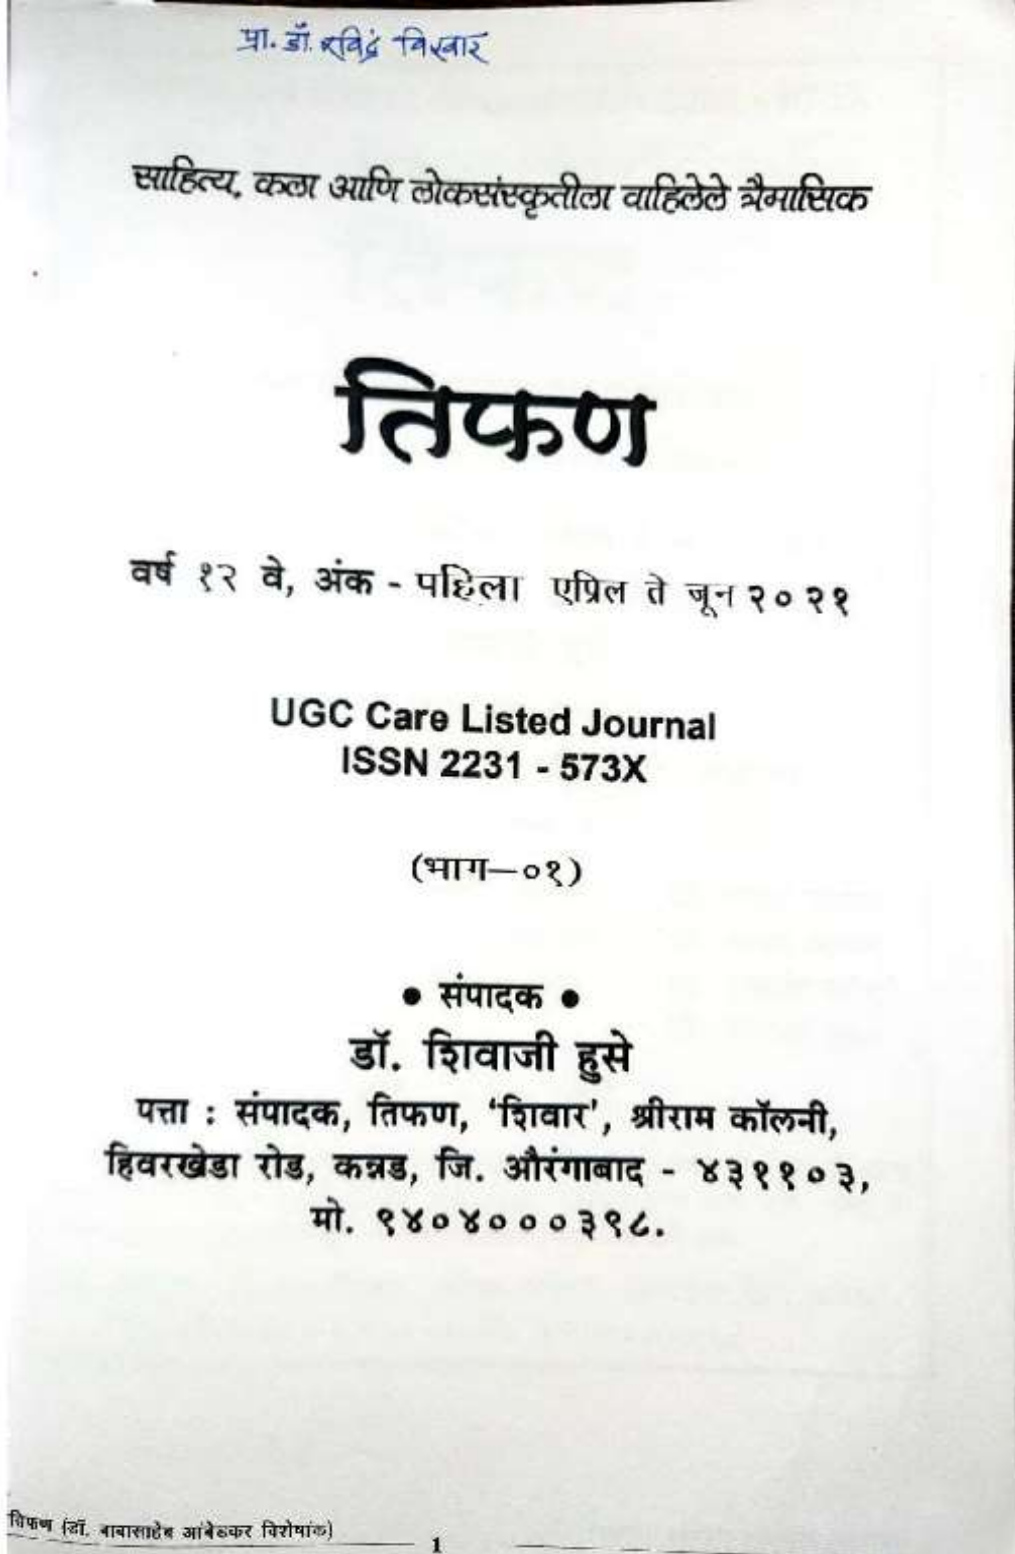 प्रा. डॉ. रविंद्र विखार
साहित्य, कला आणि लोकसंस्कृतीला वाहिलेले त्रैमासिक
तिफण
वर्ष १२ वे, अंक - पहिला एप्रिल ते जून २०२१
UGC Care Listed Journal
ISSN 2231 - 573X
(भाग–०१)
• संपादक •
डॉ. शिवाजी हुसे
पत्ता : संपादक, तिफण, ‘शिवार’, श्रीराम कॉलनी,
हिवरखेडा रोड, कन्नड, जि. औरंगाबाद - ४३११०३,
मो. ९४०४०००३९८.
तिफण (डॉ. बाबासाहेब आंबेडकर विशेषांक)
1